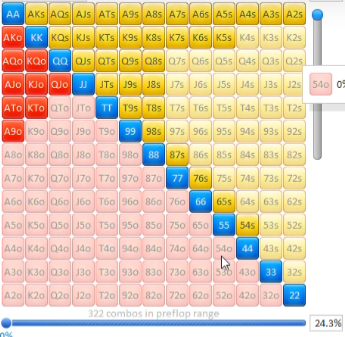 AA AKs AQs AJs ATs A9s A8s A7s A6s A5s A4s A3s A2s
AKo KK KQs KJs KTs K9s K8s K7s K6s K5s K4s K3s K2s
AQo KQo QQ QJs QTs Q9s Q8s Q7s Q6s Q5s Q4s Q3s Q2s
AJo KJo QJo JJ JTs J9s J8s J7s J6s J5s J4s J3s J2s 54o 0%
ATo KTo QTo JTo TT T9s T8s T7s T6s T5s T4s T3s T2s
A9o K9o Q9o J9o T9o 99 98s 97s 96s 95s 94s 93s 92s
A8o K8o Q8o J8o T8o 98o 88 87s 86s 85s 84s 83s 82s
A7o K7o Q7o J7o T7o 97o 87o 77 76s 75s 74s 73s 72s
A6o K6o Q6o J6o T6o 96o 86o 76o 66 65s 64s 63s 62s
A5o K5o Q5o J5o T5o 95o 85o 75o 65o 55 54s 53s 52s
A4o K4o Q4o J4o T4o 94o 84o 74o 64o 54o 44 43s 42s
A3o K3o Q3o J3o T3o 93o 83o 73o 63o 53o 43o 33 32s
A2o K2o Q2o J2o T2o 92o 82o 72o 62o 52o 42o 32o 22
322 combos in preflop range
24.3%
0%